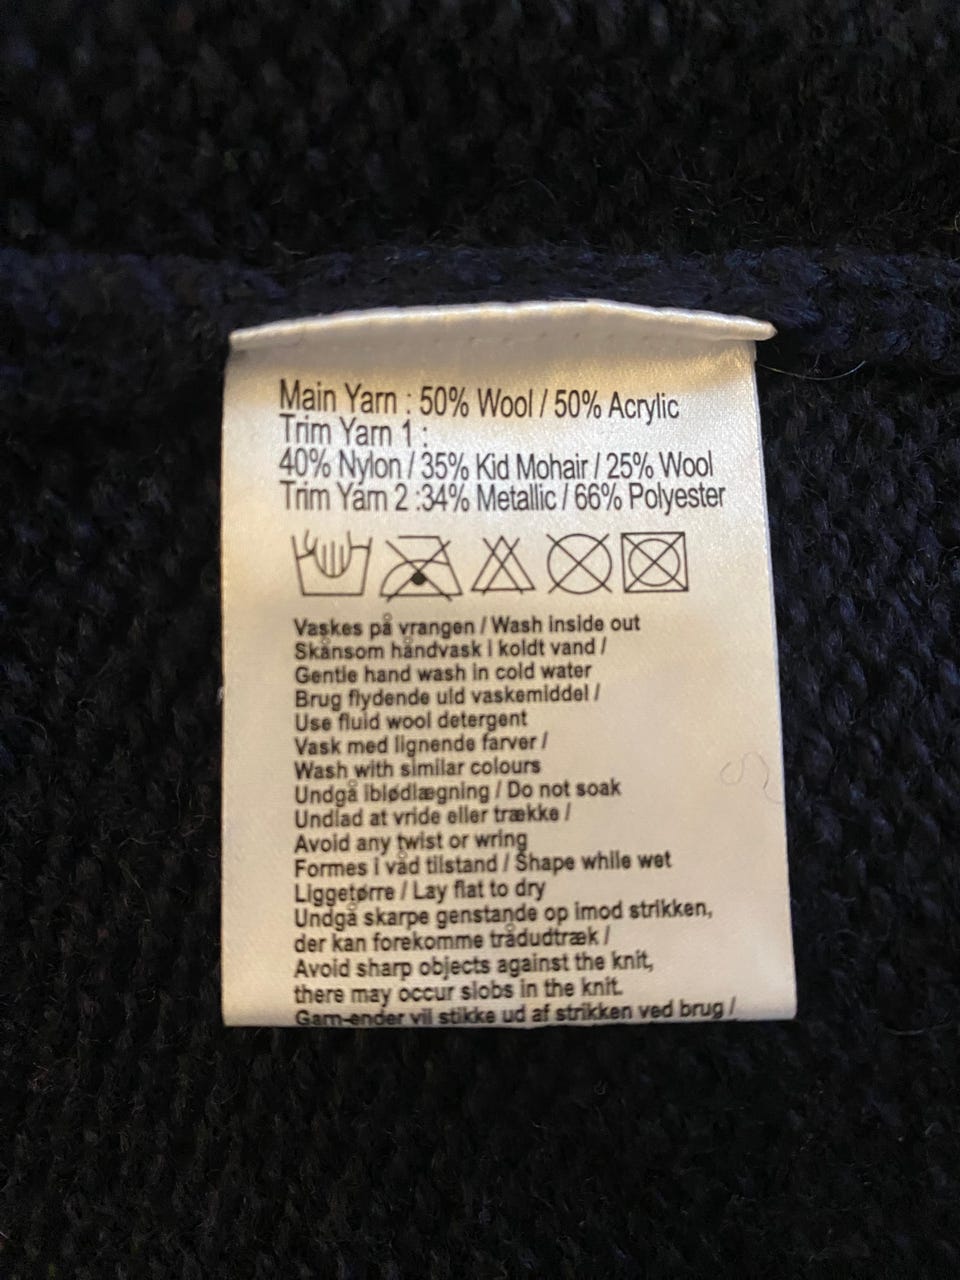 Main Yarn : 50% Wool / 50% Acrylic
Trim Yarn 1 :
40% Nylon / 35% Kid Mohair / 25% Wool
Trim Yarn 2 :34% Metallic / 66% Polyester
Vaskes på vrangen / Wash inside out
Skånsom håndvask i koldt vand /
Gentle hand wash in cold water
Brug flydende uld vaskemiddel /
Use fluid wool detergent
Vask med lignende farver /
Wash with similar colours
Undgå iblødlægning / Do not soak
Undlad at vride eller trække /
Avoid any twist or wring
Formes i våd tilstand / Shape while wet
Liggetørre / Lay flat to dry
Undgå skarpe genstande op imod strikken,
der kan forekomme trådudtræk /
Avoid sharp objects against the knit,
there may occur slobs in the knit.
Garn-ender vil stikke ud af strikken ved brug /